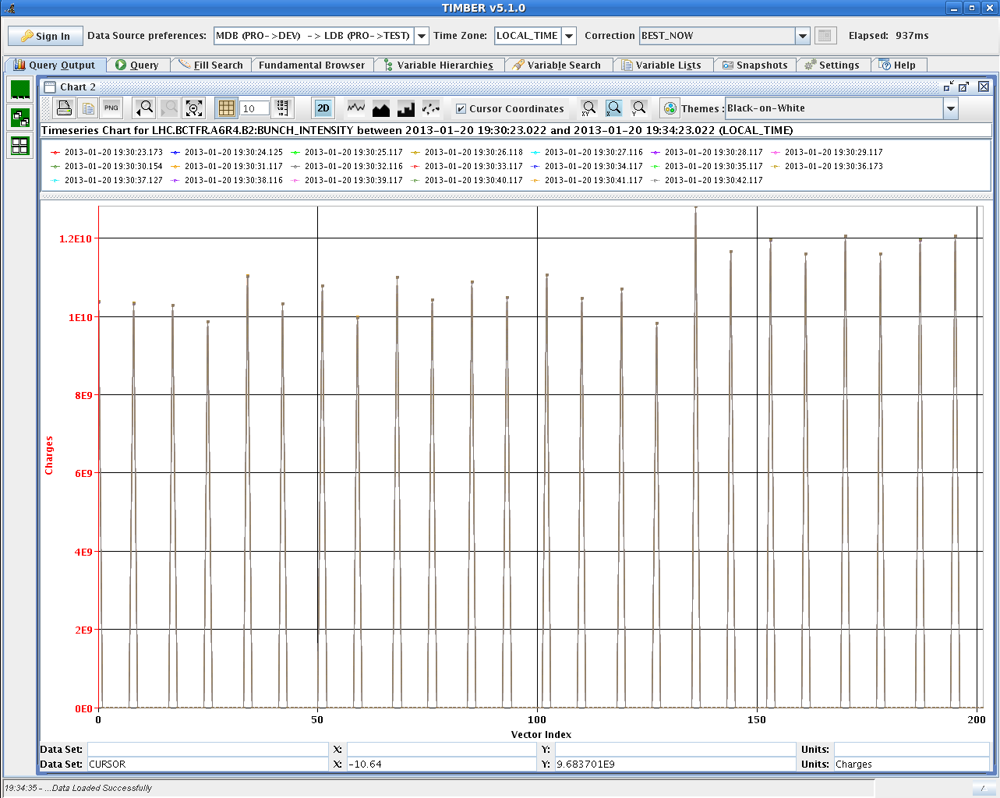 TIMBER v5.1.0
Sign In Data Source preferences: MDB (PRO->DEV) -> LDB (PRO->TEST) Time Zone: LOCAL_TIME Correction BEST_NOW Elapsed: 937ms
Query Output Query Fill Search Fundamental Browser Variable Hierarchies Variable Search Variable Lists Snapshots Settings Help
Chart 2
PNG 10 2D Cursor Coordinates XY X Y Themes : Black-on-White
Timeseries Chart for LHC.BCTFR.A6R4.B2:BUNCH_INTENSITY between 2013-01-20 19:30:23.022 and 2013-01-20 19:34:23.022 (LOCAL_TIME)
2013-01-20 19:30:23.173 2013-01-20 19:30:24.125 2013-01-20 19:30:25.117 2013-01-20 19:30:26.118 2013-01-20 19:30:27.116 2013-01-20 19:30:28.117 2013-01-20 19:30:29.117
2013-01-20 19:30:30.154 2013-01-20 19:30:31.117 2013-01-20 19:30:32.116 2013-01-20 19:30:33.117 2013-01-20 19:30:34.117 2013-01-20 19:30:35.117 2013-01-20 19:30:36.173
2013-01-20 19:30:37.127 2013-01-20 19:30:38.116 2013-01-20 19:30:39.117 2013-01-20 19:30:40.117 2013-01-20 19:30:41.117 2013-01-20 19:30:42.117
1.2E10
1E10
8E9
6E9
4E9
2E9
0E0
Charges
0 50 100 150 200
Vector Index
Data Set: X: Y: Units:
Data Set: CURSOR X: -10.64 Y: 9.683701E9 Units: Charges
19:34:35 - ...Data Loaded Successfully